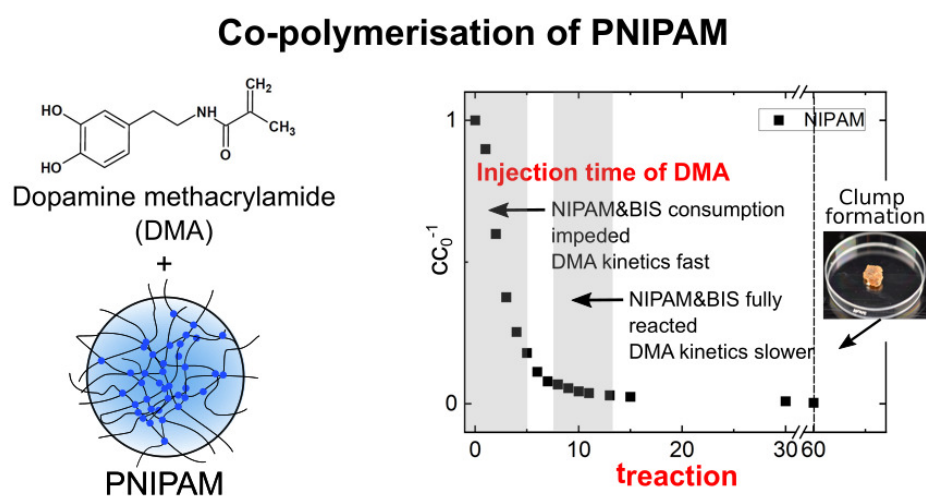 Co-polymerisation of PNIPAM
HO
HO
NH
O
CH2
CH3
Dopamine methacrylamide
(DMA)
+
PNIPAM
cc0-1
1
0
NIPAM
Injection time of DMA
NIPAM&BIS consumption
impeded
DMA kinetics fast
NIPAM&BIS fully
reacted
DMA kinetics slower
Clump
formation
0 10 20 30 60
treaction